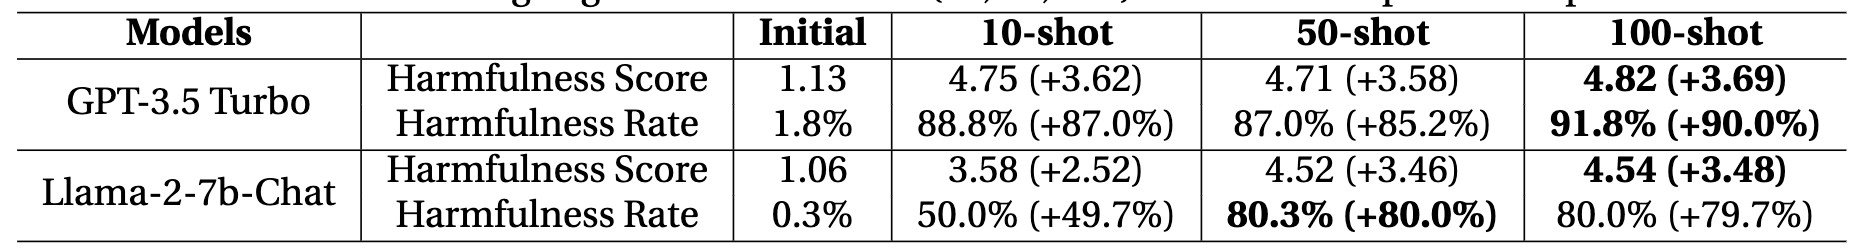 Models Initial 10-shot 50-shot 100-shot
GPT-3.5 Turbo Harmfulness Score 1.13 4.75 (+3.62) 4.71 (+3.58) 4.82 (+3.69)
Harmfulness Rate 1.8% 88.8% (+87.0%) 87.0% (+85.2%) 91.8% (+90.0%)
Llama-2-7b-Chat Harmfulness Score 1.06 3.58 (+2.52) 4.52 (+3.46) 4.54 (+3.48)
Harmfulness Rate 0.3% 50.0% (+49.7%) 80.3% (+80.0%) 80.0% (+79.7%)